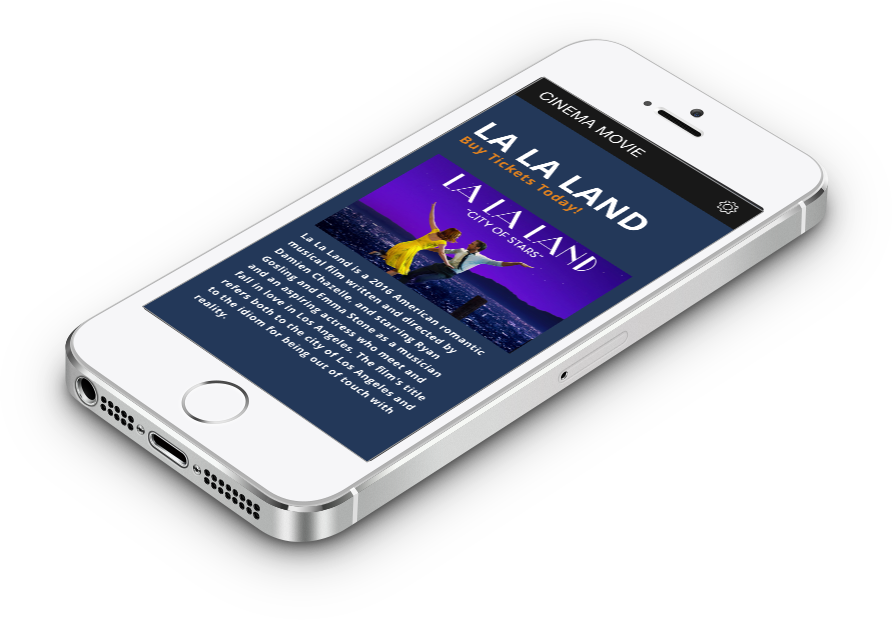 CINEMA MOVIE
LA LA LAND
Buy Tickets Today!
LA LA LAND
"CITY OF STARS"
La La Land is a 2016 American romantic
musical film written and directed by
Damien Chazelle, and starring Ryan
Gosling and Emma Stone as a musician
and an aspiring actress who meet and
fall in love in Los Angeles. The film's title
refers both to the city of Los Angeles and
to the idiom for being out of touch with
reality.